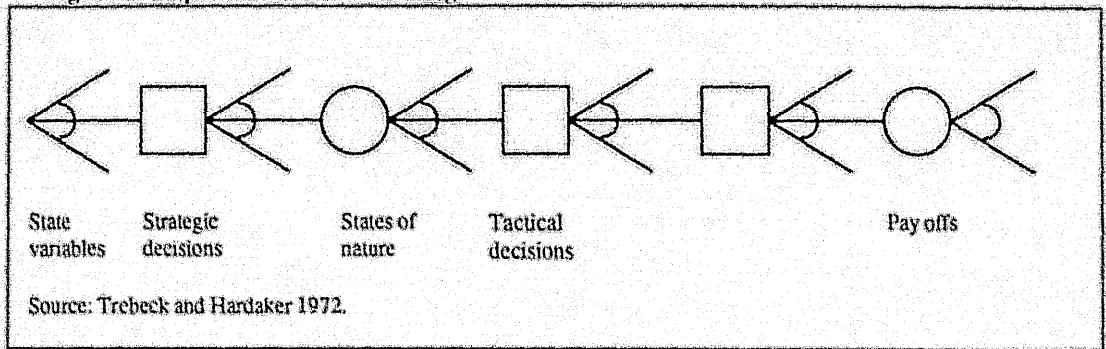 State variables
Strategic decisions
States of nature
Tactical decisions
Pay offs
Source: Trebeck and Hardaker 1972.